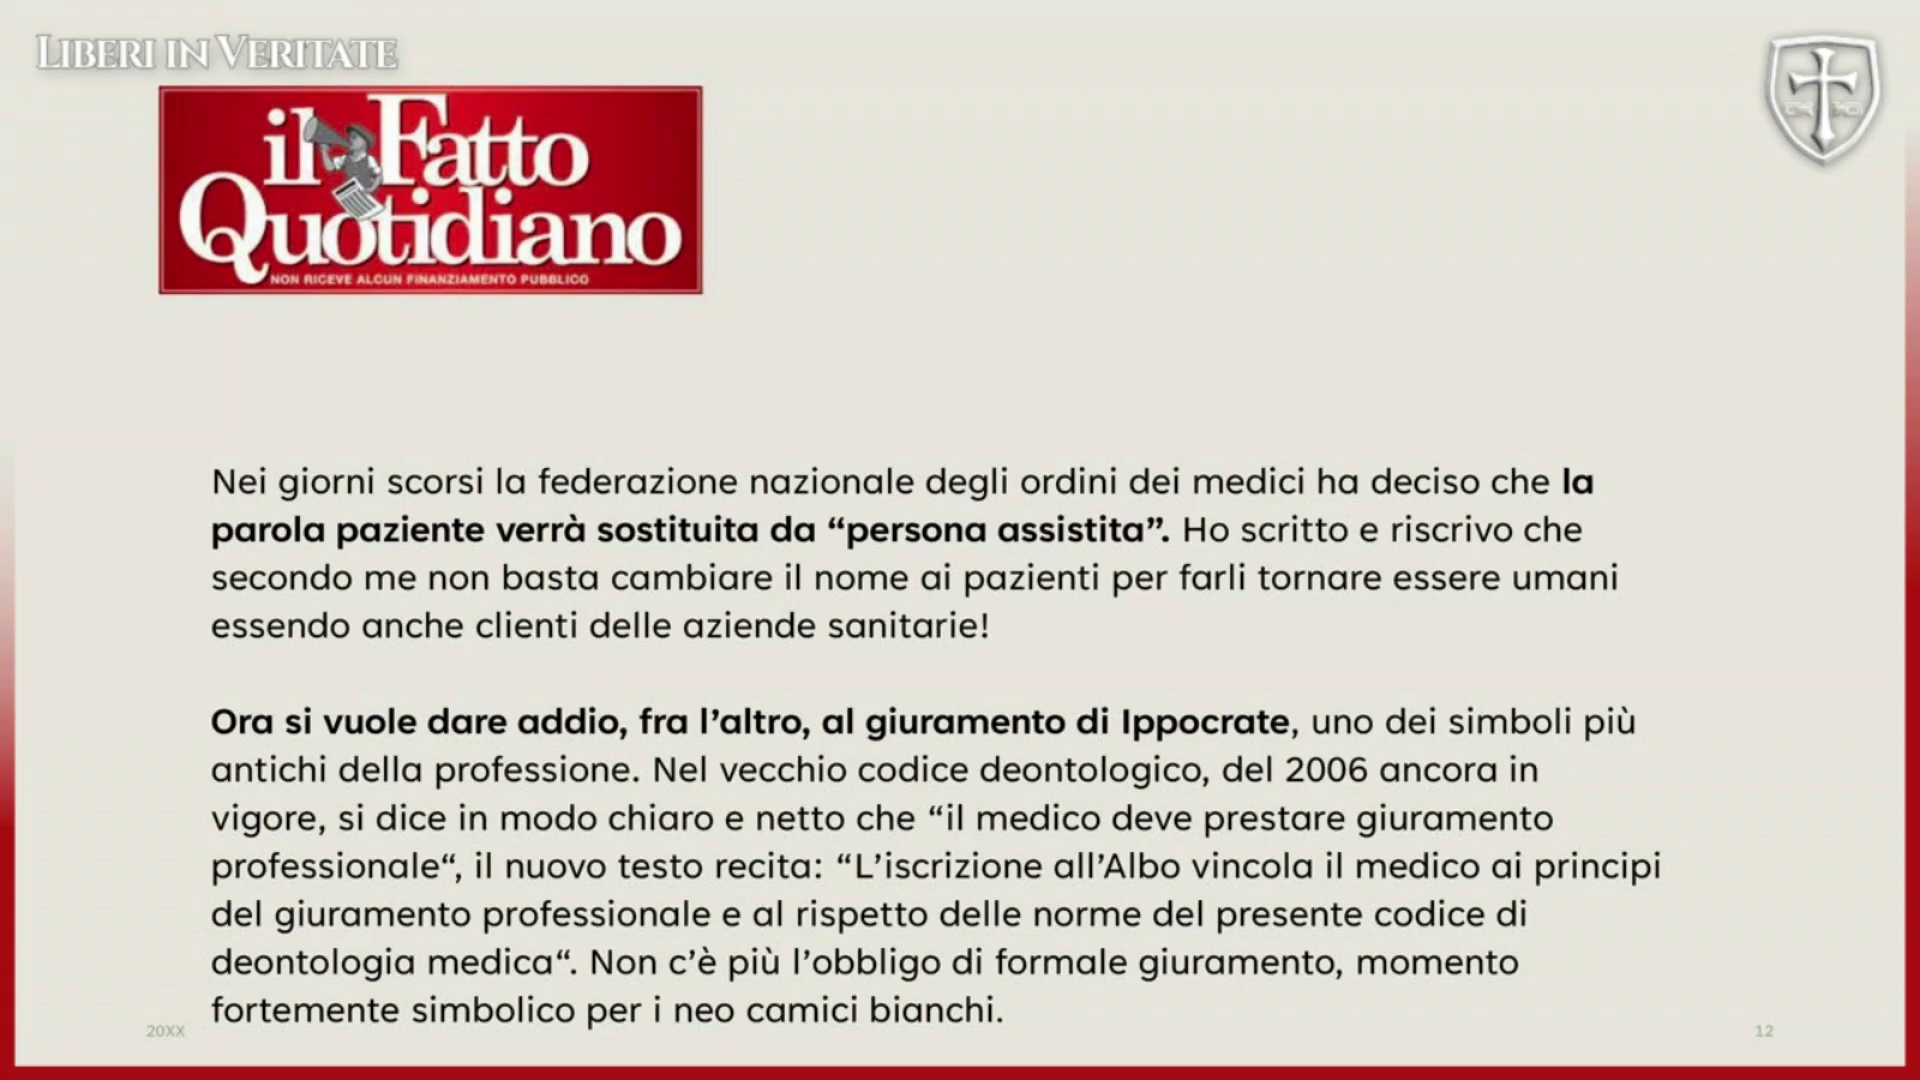 LIBERI IN VERITATE
il Fatto
Quotidiano
NON RICEVE ALCUN FINANZIAMENTO PUBBLICO
Nei giorni scorsi la federazione nazionale degli ordini dei medici ha deciso che la
parola paziente verrà sostituita da “persona assistita”. Ho scritto e riscrivo che
secondo me non basta cambiare il nome ai pazienti per farli tornare essere umani
essendo anche clienti delle aziende sanitarie!
Ora si vuole dare addio, fra l’altro, al giuramento di Ippocrate, uno dei simboli più
antichi della professione. Nel vecchio codice deontologico, del 2006 ancora in
vigore, si dice in modo chiaro e netto che “il medico deve prestare giuramento
professionale“, il nuovo testo recita: “L’iscrizione all’Albo vincola il medico ai principi
del giuramento professionale e al rispetto delle norme del presente codice di
deontologia medica“. Non c’è più l’obbligo di formale giuramento, momento
fortemente simbolico per i neo camici bianchi.
20XX
12